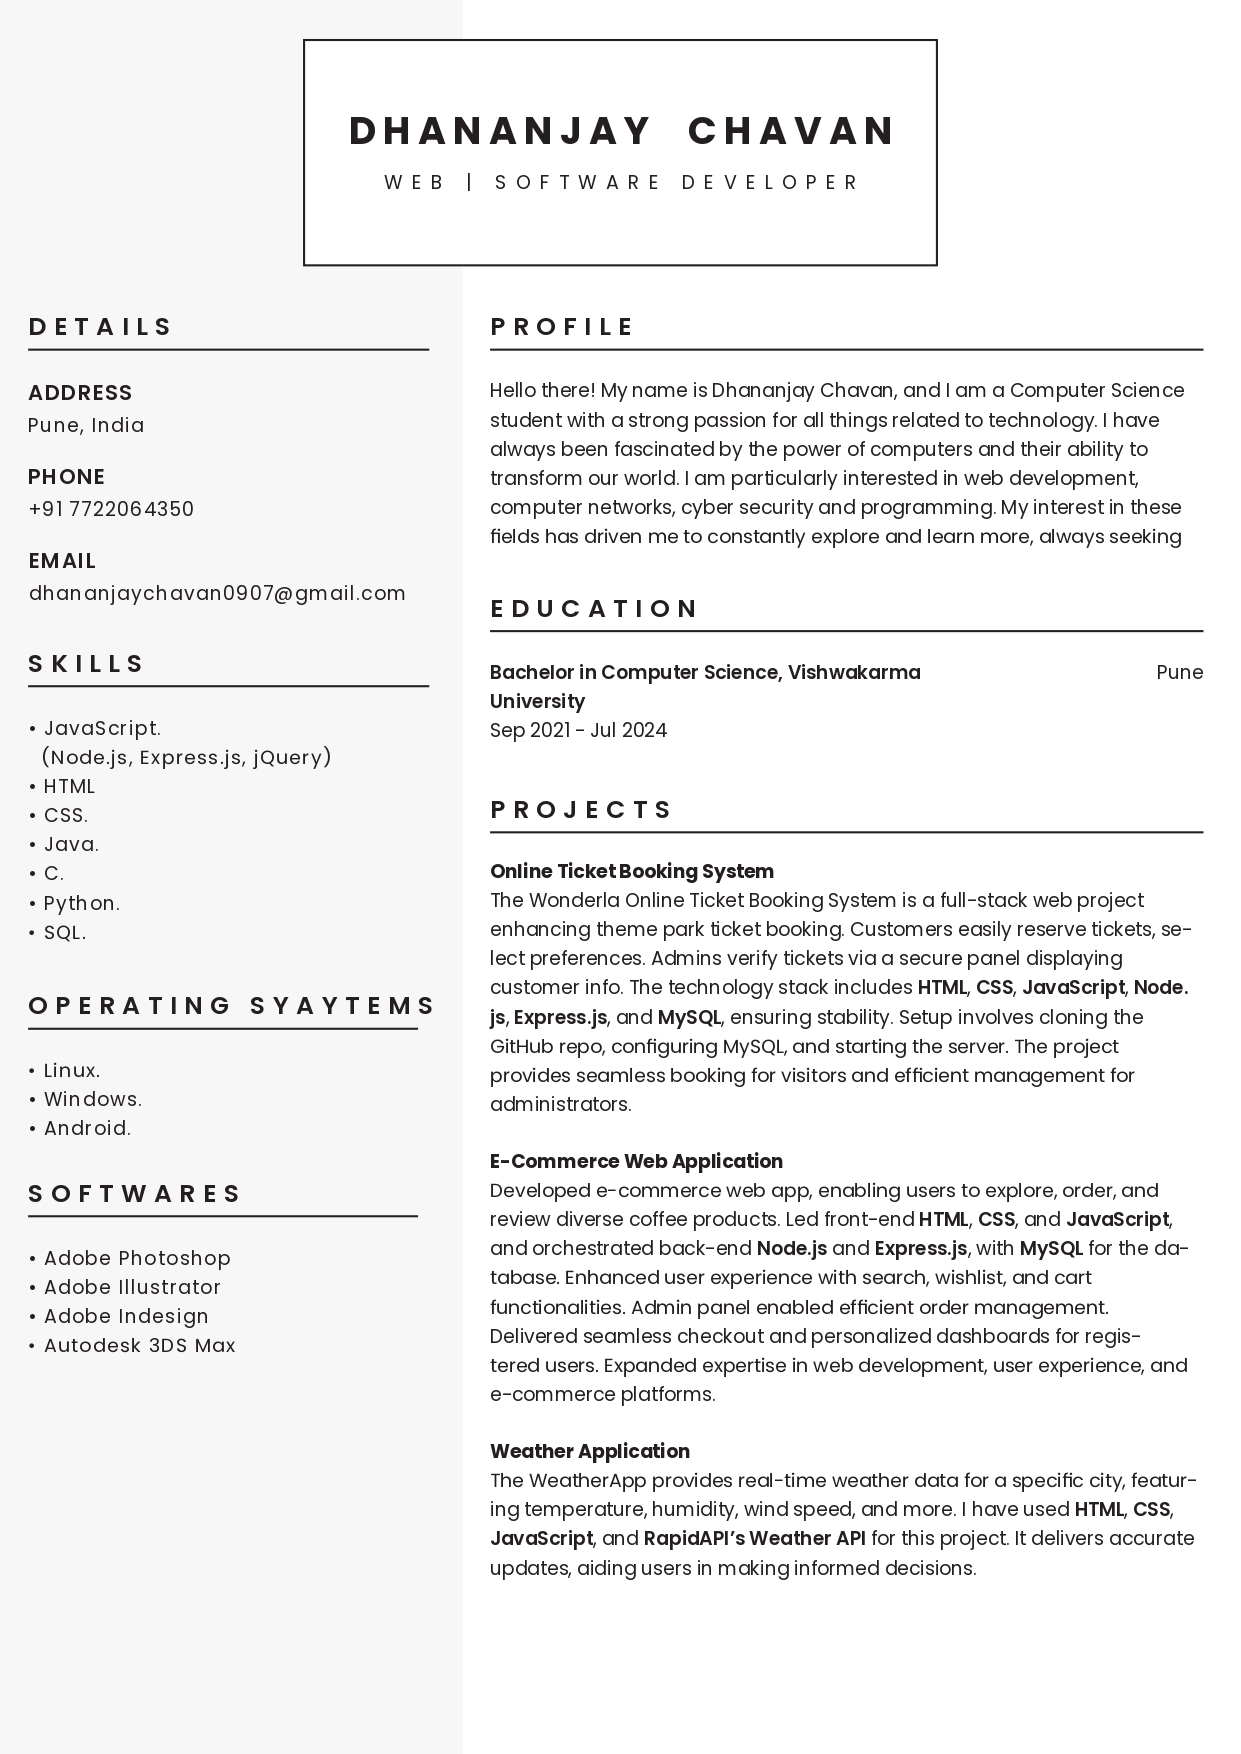 DHANANJAY CHAVAN
WEB | SOFTWARE DEVELOPER
DETAILS
ADDRESS
Pune, India
PHONE
+91 7722064350
EMAIL
dhananjaychavan0907@gmail.com
SKILLS
• JavaScript.
(Node.js, Express.js, jQuery)
• HTML
• CSS.
• Java.
• C.
• Python.
• SQL.
OPERATING SYAYTEMS
• Linux.
• Windows.
• Android.
SOFTWARES
• Adobe Photoshop
• Adobe Illustrator
• Adobe Indesign
• Autodesk 3DS Max
PROFILE
Hello there! My name is Dhananjay Chavan, and I am a Computer Science
student with a strong passion for all things related to technology. I have
always been fascinated by the power of computers and their ability to
transform our world. I am particularly interested in web development,
computer networks, cyber security and programming. My interest in these
fields has driven me to constantly explore and learn more, always seeking
EDUCATION
Bachelor in Computer Science, Vishwakarma Pune
University
Sep 2021 - Jul 2024
PROJECTS
Online Ticket Booking System
The Wonderla Online Ticket Booking System is a full-stack web project
enhancing theme park ticket booking. Customers easily reserve tickets, se-
lect preferences. Admins verify tickets via a secure panel displaying
customer info. The technology stack includes HTML, CSS, JavaScript, Node.
js, Express.js, and MySQL, ensuring stability. Setup involves cloning the
GitHub repo, configuring MySQL, and starting the server. The project
provides seamless booking for visitors and efficient management for
administrators.
E-Commerce Web Application
Developed e-commerce web app, enabling users to explore, order, and
review diverse coffee products. Led front-end HTML, CSS, and JavaScript,
and orchestrated back-end Node.js and Express.js, with MySQL for the da-
tabase. Enhanced user experience with search, wishlist, and cart
functionalities. Admin panel enabled efficient order management.
Delivered seamless checkout and personalized dashboards for regis-
tered users. Expanded expertise in web development, user experience, and
e-commerce platforms.
Weather Application
The WeatherApp provides real-time weather data for a specific city, featur-
ing temperature, humidity, wind speed, and more. I have used HTML, CSS,
JavaScript, and RapidAPI’s Weather API for this project. It delivers accurate
updates, aiding users in making informed decisions.